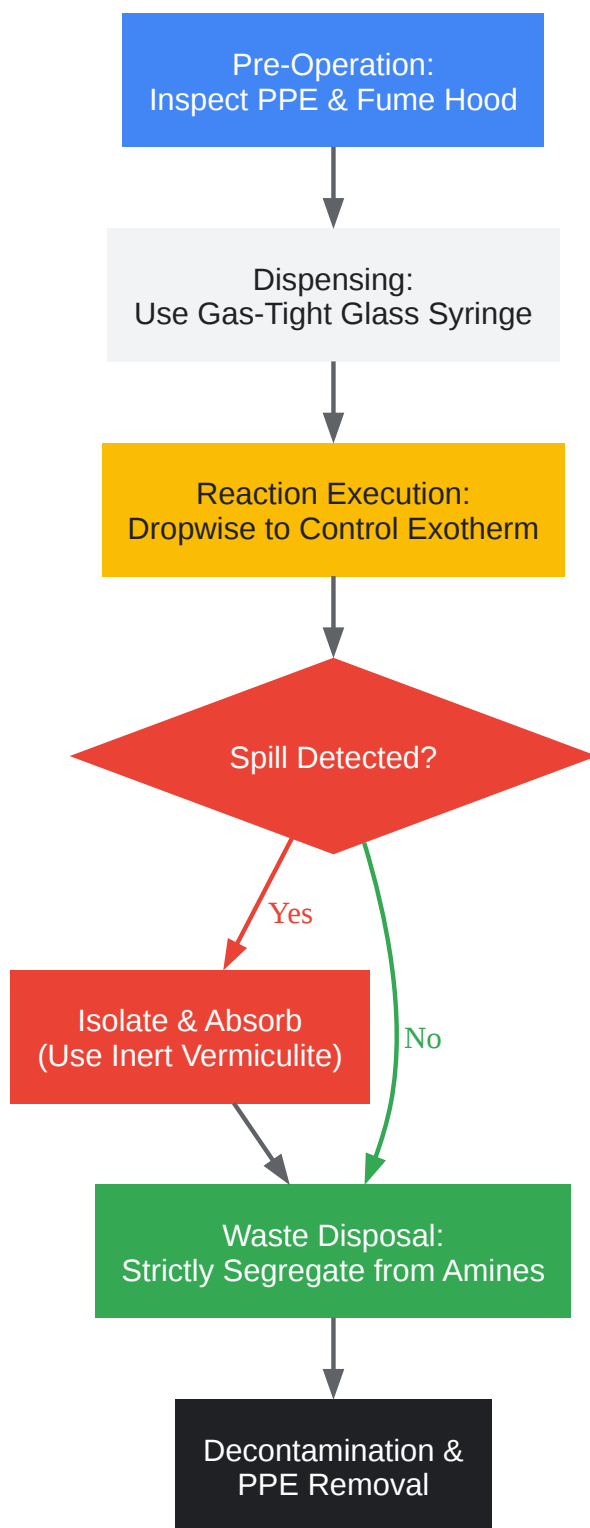 Pre-Operation:
Inspect PPE & Fume Hood
Dispensing:
Use Gas-Tight Glass Syringe
Reaction Execution:
Dropwise to Control Exotherm
Spill Detected?
Yes
Isolate & Absorb
(Use Inert Vermiculite)
No
Waste Disposal:
Strictly Segregate from Amines
Decontamination &
PPE Removal